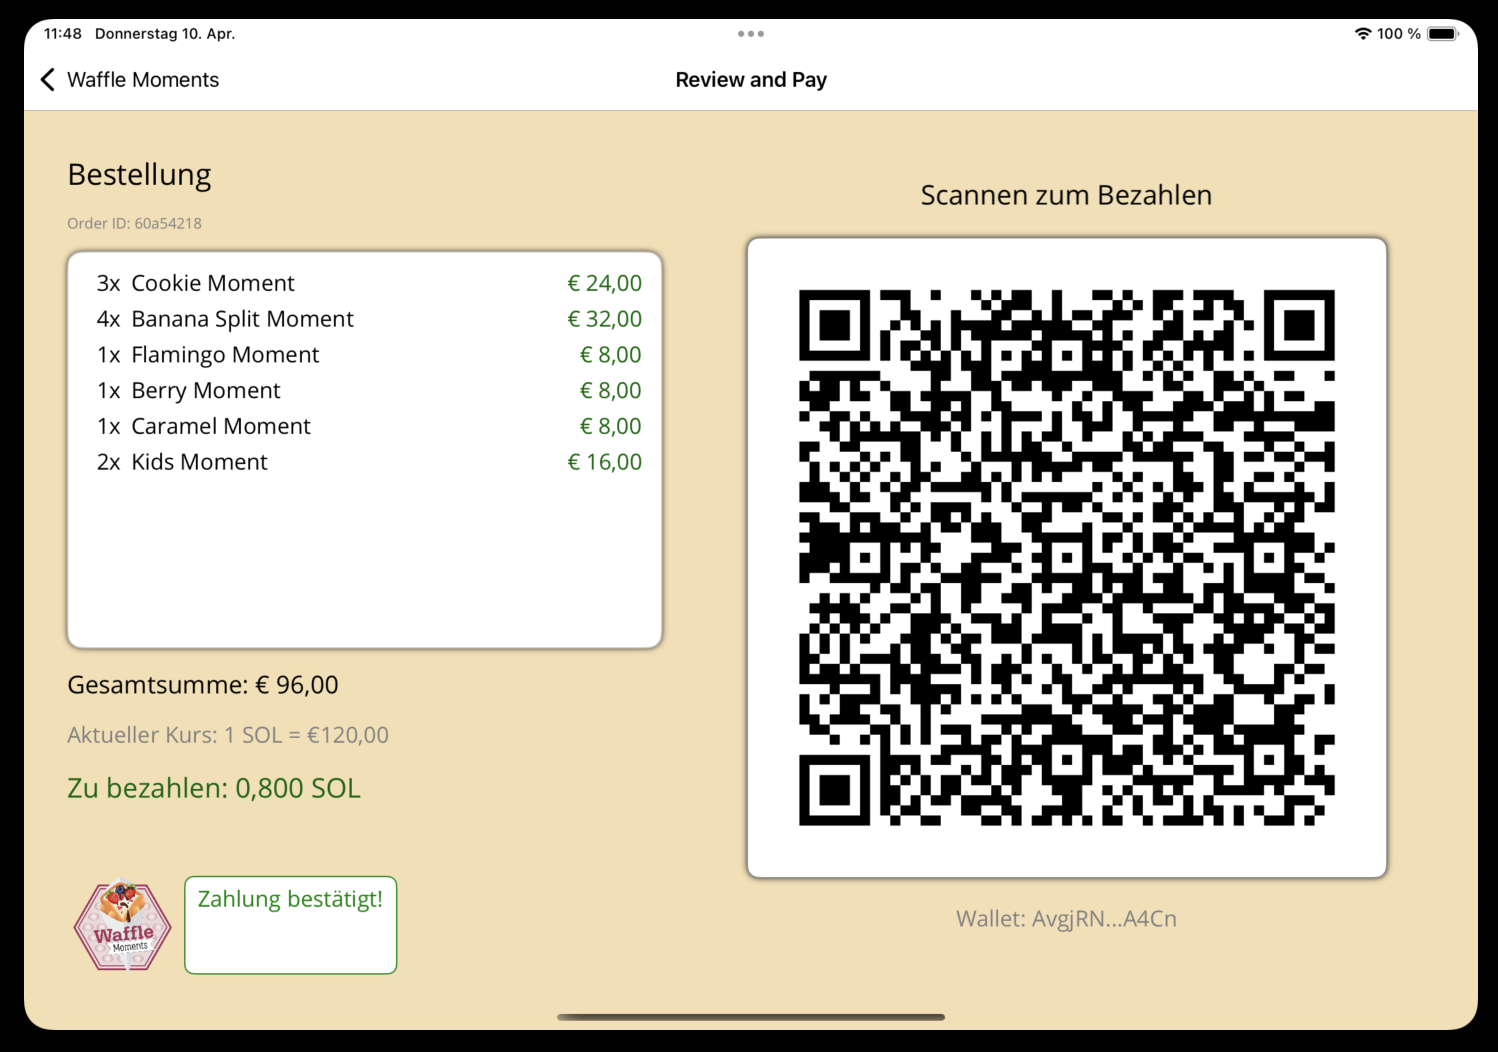 11:48 Donnerstag 10. Apr.
100 %
Waffle Moments
Review and Pay
Bestellung
Order ID: 60a54218
3x Cookie Moment € 24,00
4x Banana Split Moment € 32,00
1x Flamingo Moment € 8,00
1x Berry Moment € 8,00
1x Caramel Moment € 8,00
2x Kids Moment € 16,00
Gesamtsumme: € 96,00
Aktueller Kurs: 1 SOL = €120,00
Zu bezahlen: 0,800 SOL
Waffle
Moments
Zahlung bestätigt!
Scannen zum Bezahlen
Wallet: AvgjRN...A4Cn